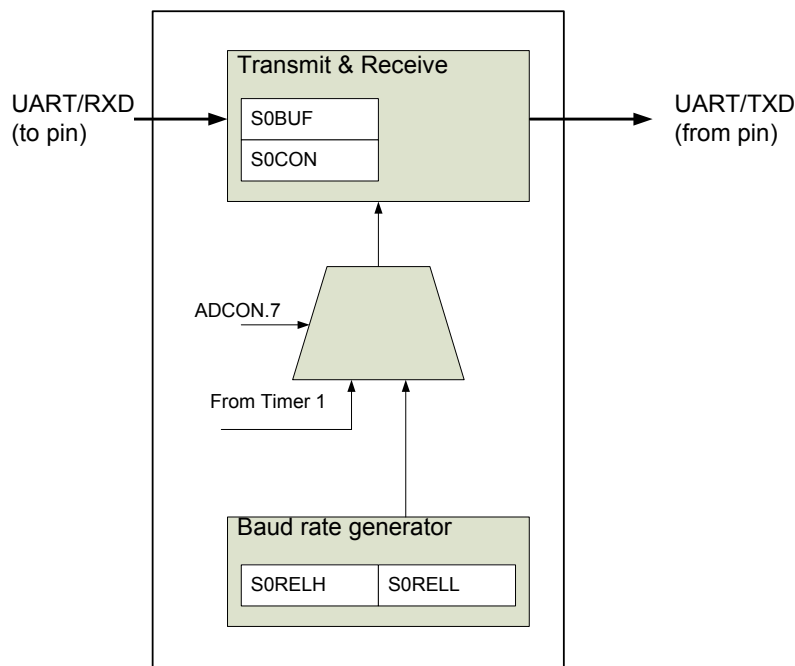 Transmit & Receive
UART/RXD
(to pin)
S0BUF
S0CON
UART/TXD
(from pin)
ADCON.7
From Timer 1
Baud rate generator
S0RELH
S0RELL